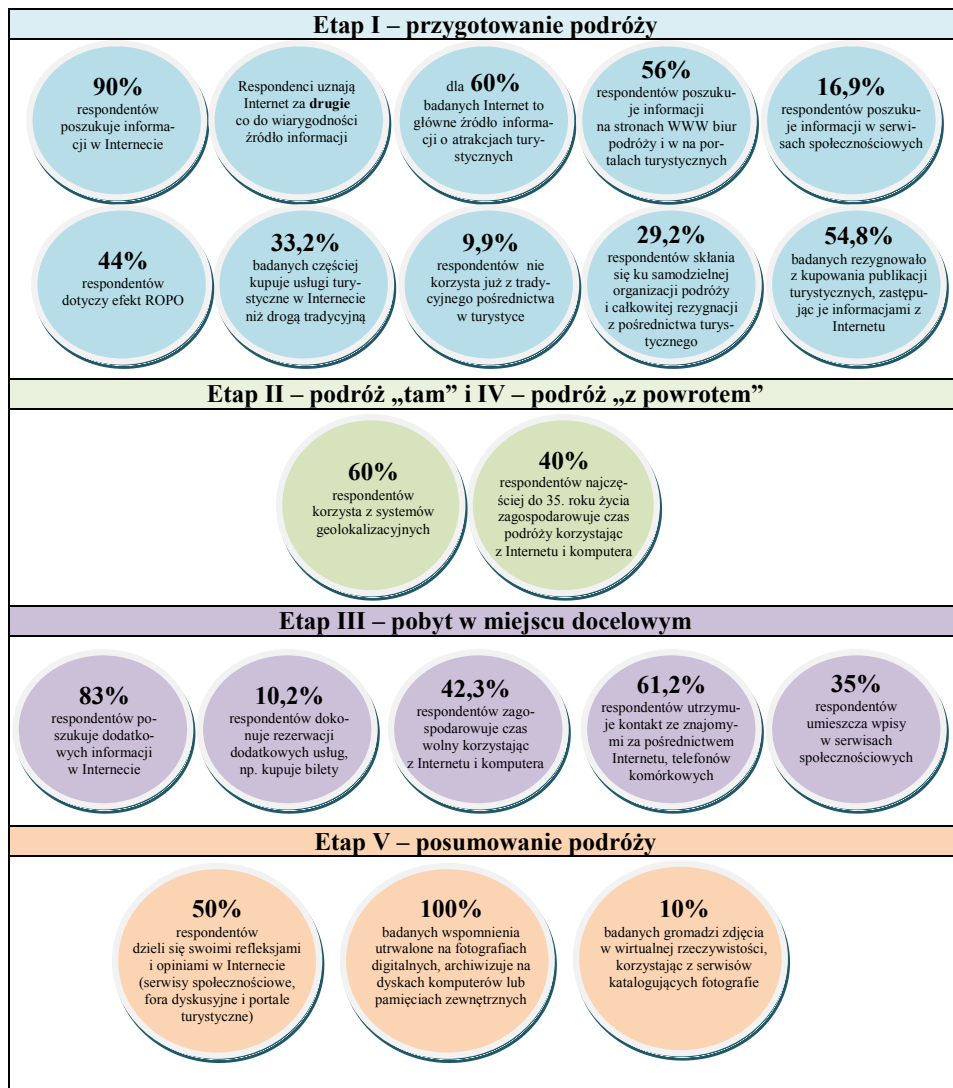 Etap I – przygotowanie podróży
90%
respondentów
poszukuje informa-
cji w Internecie
Respondenci uznają
Internet za drugie
co do wiarygodności
źródło informacji
dla 60%
badanych Internet to
główne źródło informa-
cji o atrakcjach tury-
stycznych
56%
respondentów poszuku-
je informacji
na stronach WWW biur
podróży i w na por-
talach turystycznych
16,9%
respondentów poszuku-
je informacji w serwi-
sach społecznościowych
44%
respondentów
dotyczy efekt ROPO
33,2%
badanych częściej
kupuje usługi tury-
styczne w Internecie
niż drogą tradycyjną
9,9%
respondentów nie
korzysta już z trady-
cyjnego pośrednictwa
w turystyce
29,2%
respondentów skłania
się ku samodzielnej
organizacji podróży
i całkowitej rezygnacji
z pośrednictwa turys-
tycznego
54,8%
badanych rezygnowało
z kupowania publikacji
turystycznych, zastępu-
jąc je informacjami z
Internetu
Etap II – podróż „tam” i IV – podróż „z powrotem”
60%
respondentów
korzysta z systemów
geolokalizacyjnych
40%
respondentów najczę-
ściej do 35. roku życia
zagospodarowuje czas
podróży korzystając
z Internetu i komputera
Etap III – pobyt w miejscu docelowym
83%
respondentów po-
szukuje dodatko-
wych informacji
w Internecie
10,2%
respondentów doko-
nuje rezerwacji
dodatkowych usług,
np. kupuje bilety
42,3%
respondentów zago-
spodarowuje czas
wolny korzystając
z Internetu i komputera
61,2%
respondentów utrzymu-
je kontakt ze znajomy-
mi za pośrednictwem
Internetu, telefonów
komórkowych
35%
respondentów
umieszcza wpisy
w serwisach
społecznościowych
Etap V – posumowanie podróży
50%
respondentów
dzieli się swoimi refleksjami
i opiniami w Internecie
(serwisy społecznościowe,
fora dyskusyjne i portale
turystyczne)
100%
badanych wspomnienia
utrwalone na fotografiach
digitalnych, archiwizuje na
dyskach komputerów lub
pamięciach zewnętrznych
10%
badanych gromadzi zdjęcia
w wirtualnej rzeczywistości,
korzystając z serwisów
katalogujących fotografie